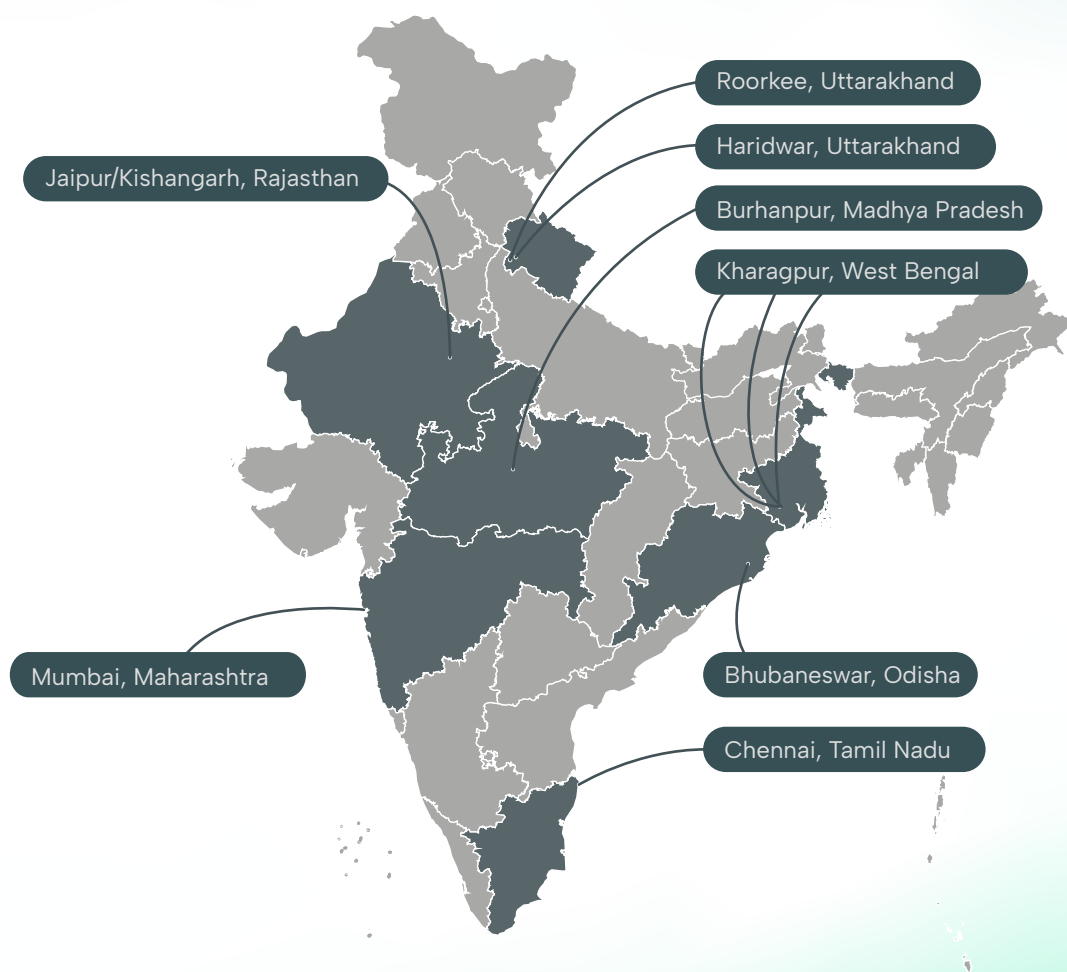 Roorkee, Uttarakhand
Haridwar, Uttarakhand
Jaipur/Kishangarh, Rajasthan
Burhanpur, Madhya Pradesh
Kharagpur, West Bengal
Mumbai, Maharashtra
Bhubaneswar, Odisha
Chennai, Tamil Nadu